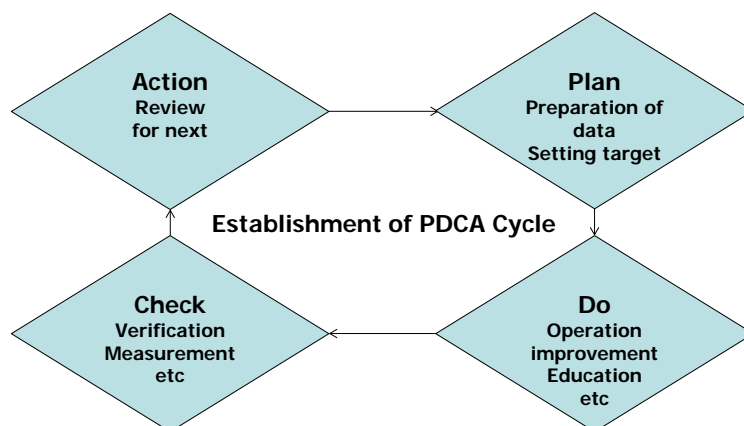 Action
Review
for next
Plan
Preparation of
data
Setting target
Establishment of PDCA Cycle
Check
Verification
Measurement
etc
Do
Operation
improvement
Education
etc